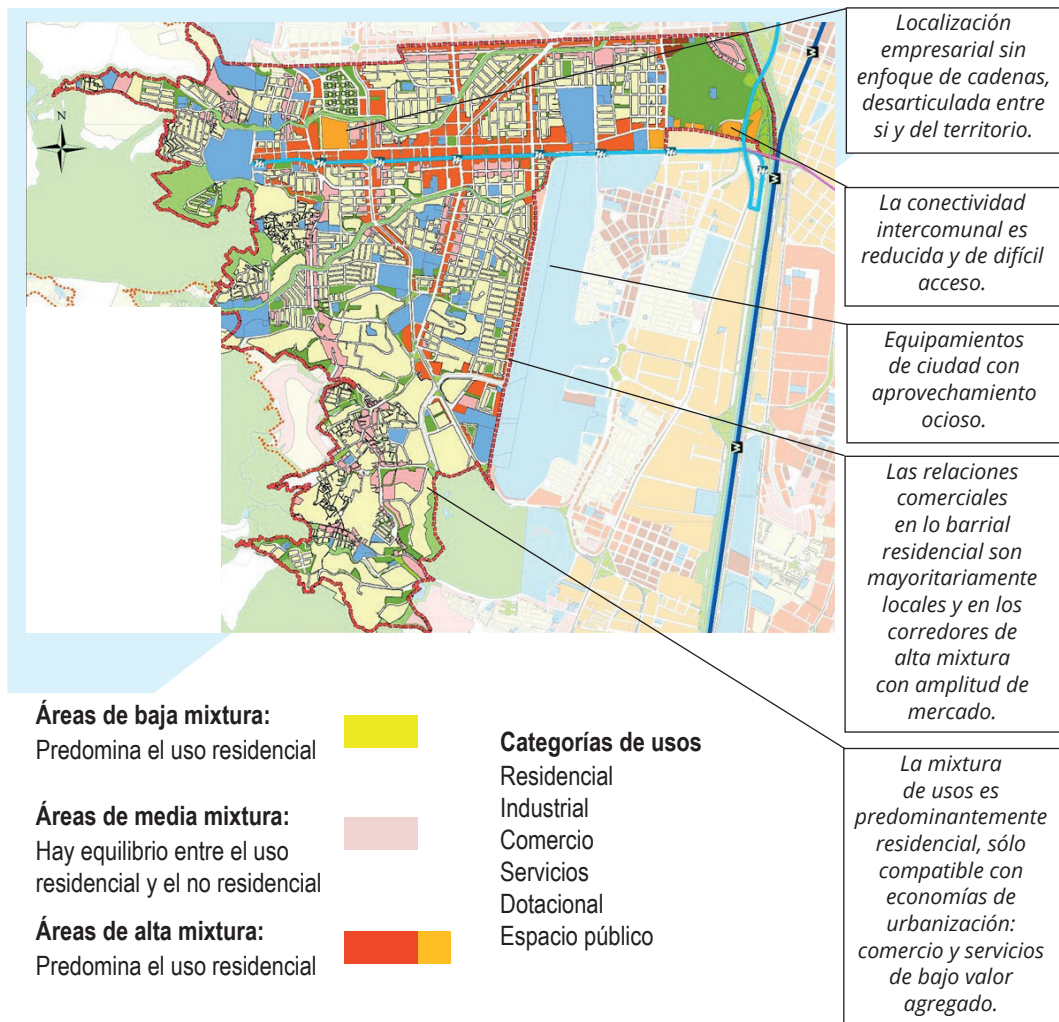 Localización
empresarial sin
enfoque de cadenas,
desarticulada entre
si y del territorio.
La conectividad
intercomunal es
reducida y de difícil
acceso.
Equipamientos
de ciudad con
aprovechamiento
ocioso.
Las relaciones
comerciales
en lo barrial
residencial son
mayoritariamente
locales y en los
corredores de
alta mixtura
con amplitud de
mercado.
La mixtura
de usos es
predominantemente
residencial, sólo
compatible con
economías de
urbanización:
comercio y servicios
de bajo valor
agregado.
N
Áreas de baja mixtura:
Predomina el uso residencial
Áreas de media mixtura:
Hay equilibrio entre el uso
residencial y el no residencial
Áreas de alta mixtura:
Predomina el uso residencial
Categorías de usos
Residencial
Industrial
Comercio
Servicios
Dotacional
Espacio público